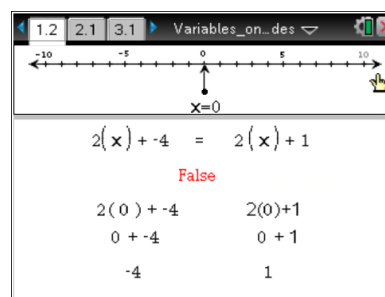 1.2 2.1 3.1 Variables_on...des
-10 -5 0 5 10
x=0
2(x)+-4 = 2(x)+1
False
2(0)+-4 2(0)+1
0+-4 0+1
-4 1